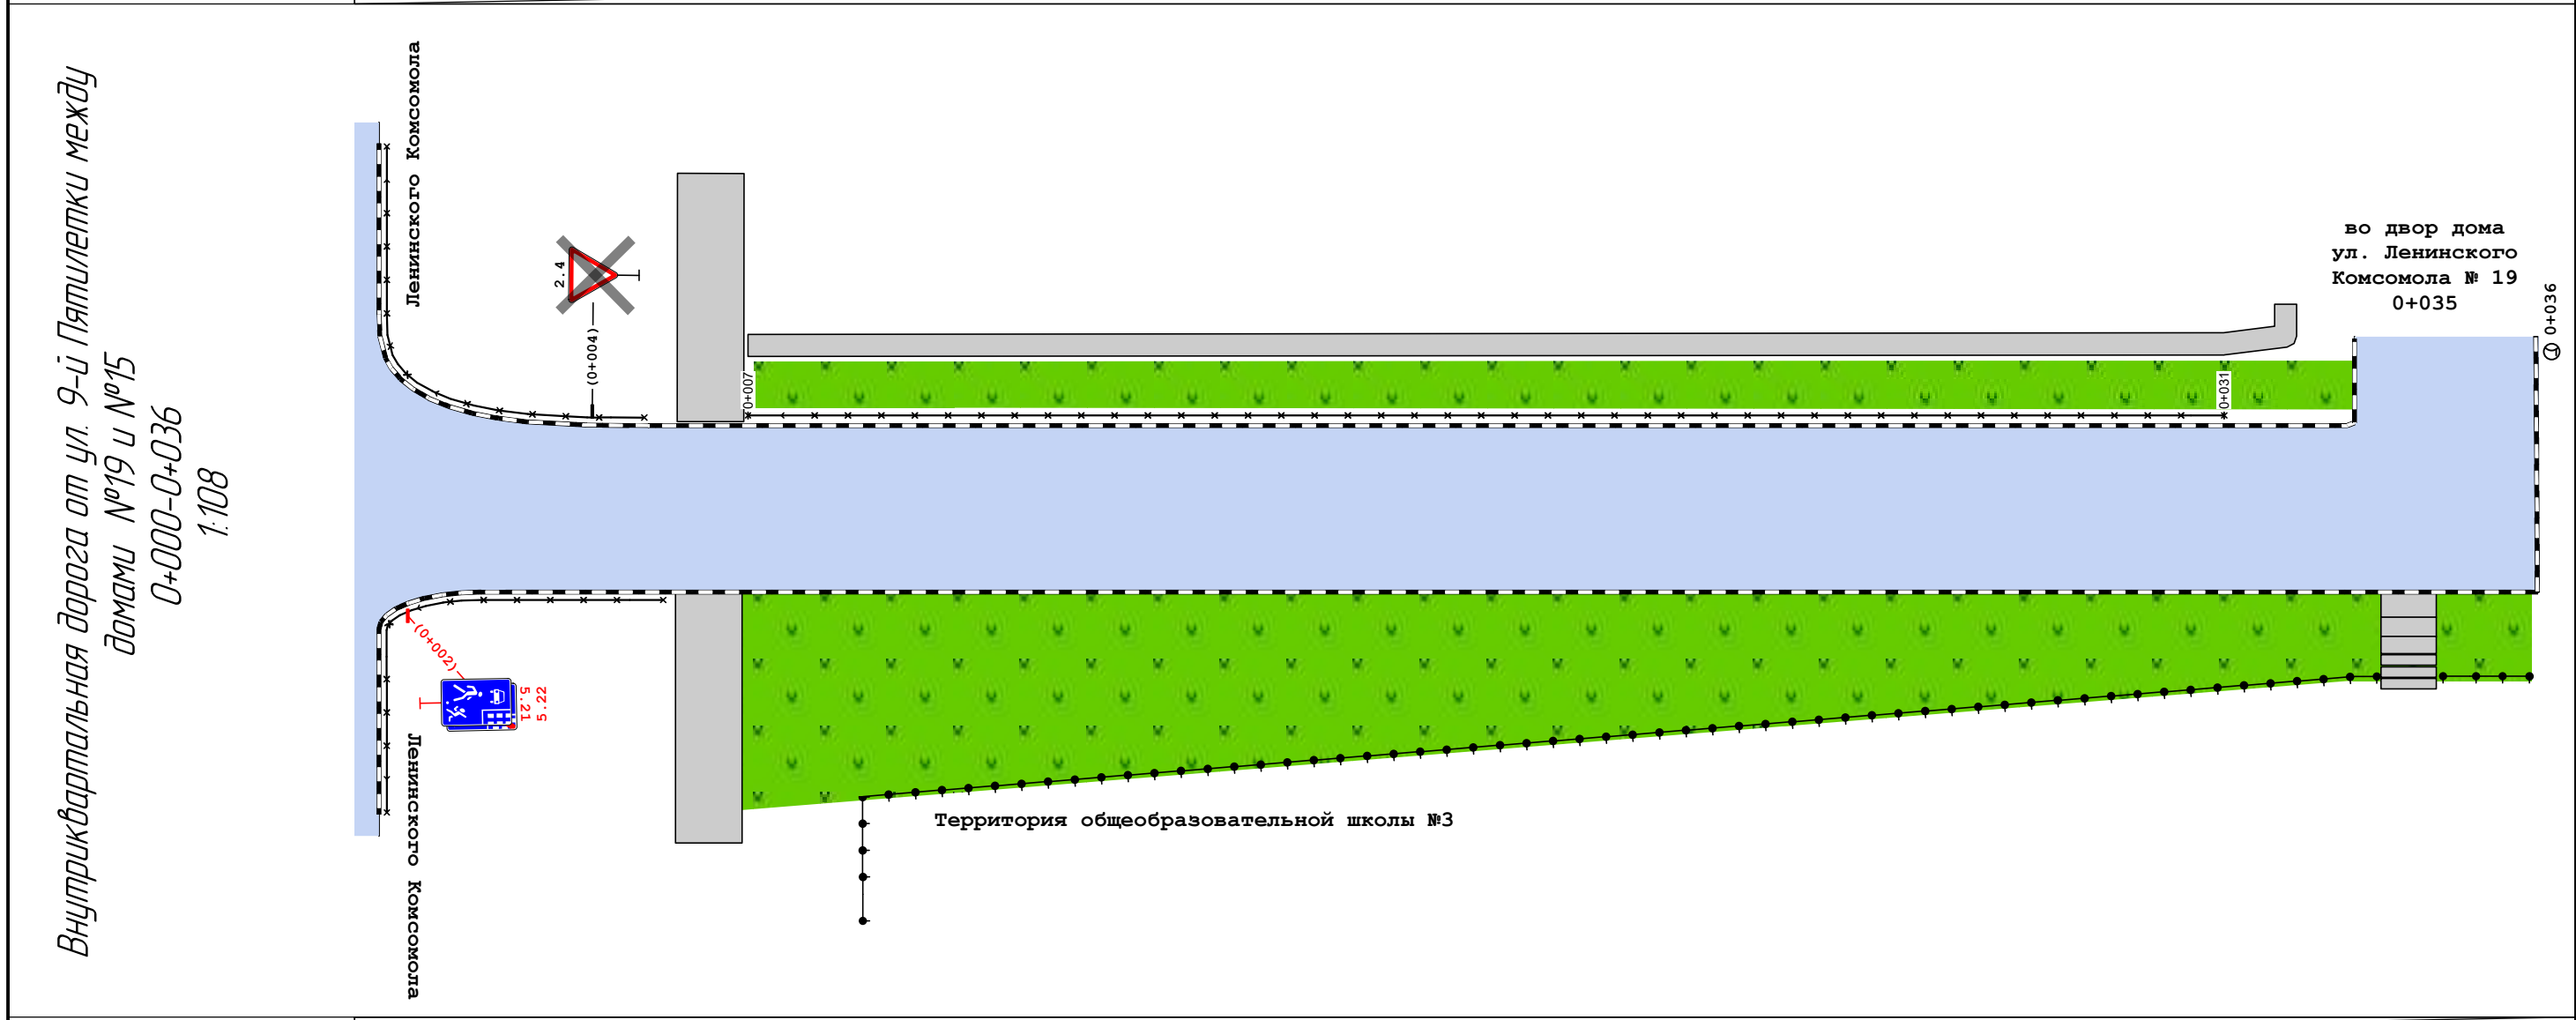 Внутриквартальная дорога от ул. 9-й Пятилетки между
домами №19 и №15
0+000-0+036
1:108
Ленинского Комсомола
2.4
(0+004)
0+007
0+031
во двор дома
ул. Ленинского
Комсомола № 19
0+035
0+036
(0+002)
5.22
5.21
Ленинского Комсомола
Территория общеобразовательной школы №3